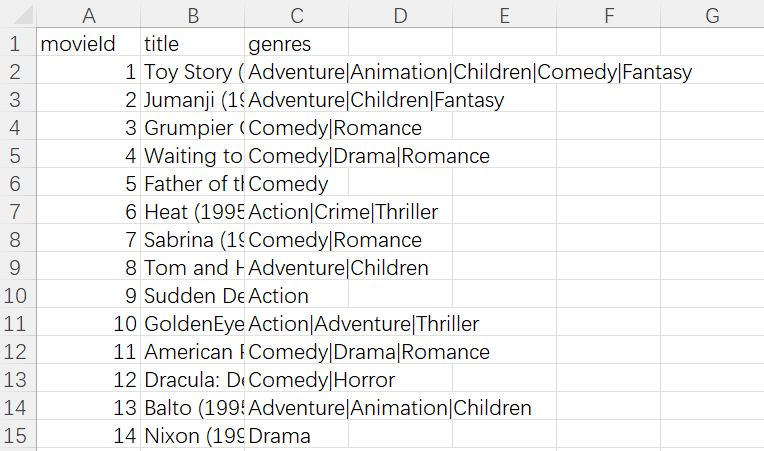 A B C D E F G
1 movieId title genres
2 1 Toy Story ( Adventure|Animation|Children|Comedy|Fantasy
3 2 Jumanji (19 Adventure|Children|Fantasy
4 3 Grumpier Comedy|Romance
5 4 Waiting to Comedy|Drama|Romance
6 5 Father of th Comedy
7 6 Heat (1995 Action|Crime|Thriller
8 7 Sabrina (19 Comedy|Romance
9 8 Tom and H Adventure|Children
10 9 Sudden De Action
11 10 GoldenEye Action|Adventure|Thriller
12 11 American Comedy|Drama|Romance
13 12 Dracula: De Comedy|Horror
14 13 Balto (1995 Adventure|Animation|Children
15 14 Nixon (199 Drama